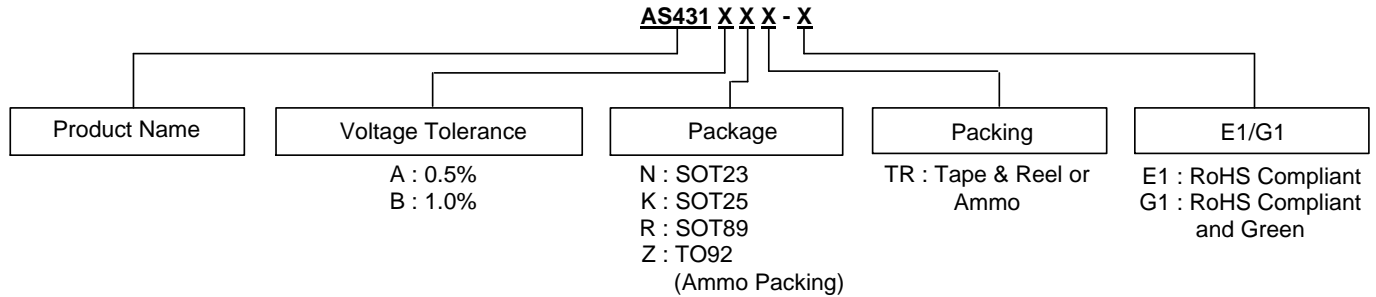 AS431 X X X - X
Product Name
Voltage Tolerance
Package
Packing
E1/G1
A : 0.5%
B : 1.0%
N : SOT23
K : SOT25
R : SOT89
Z : TO92
(Ammo Packing)
TR : Tape & Reel or
Ammo
E1 : RoHS Compliant
G1 : RoHS Compliant
and Green